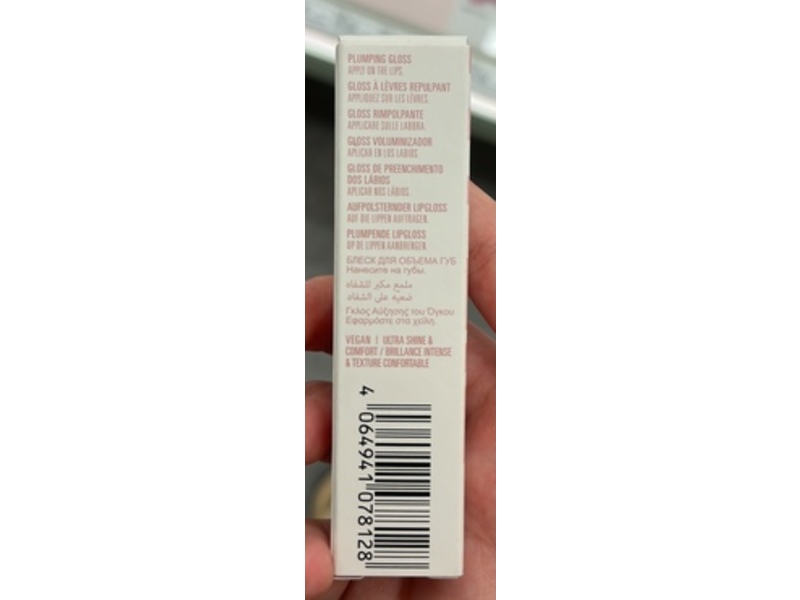 PLUMPING GLOSS
APPLY ON THE LIPS.
GLOSS À LÈVRES REPULPANT
APPLIQUEZ SUR LES LÈVRES.
GLOSS RIMPOLPANTE
APPLICARE SULLE LABBRA.
GLOSS VOLUMINIZADOR
APLICAR EN LOS LABIOS
GLOSS DE PREENCHIMENTO
DOS LÁBIOS
APLICAR NOS LÁBIOS.
AUFPOLSTERNDER LIPGLOSS
AUF DIE LIPPEN AUFTRAGEN.
PLUMPENDE LIPGLOSS
OP DE LIPPEN AANBRENGEN.
БЛЕСК ДЛЯ ОБЪЕМА ГУБ
Нанесите на губы.
ملمع مكبر للشفاه
ضعيه على الشفاه
Γκλος Αύξησης του Όγκου
Εφαρμόστε στα χείλη.
VEGAN | ULTRA SHINE &
COMFORT / BRILLANCE INTENSE
& TEXTURE CONFORTABLE
4 064941 078128